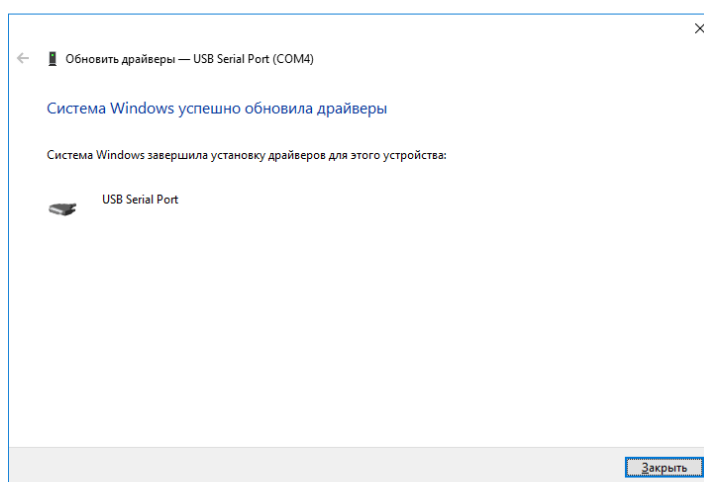 Обновить драйверы — USB Serial Port (COM4)
Система Windows успешно обновила драйверы
Система Windows завершила установку драйверов для этого устройства:
USB Serial Port
Закрыть